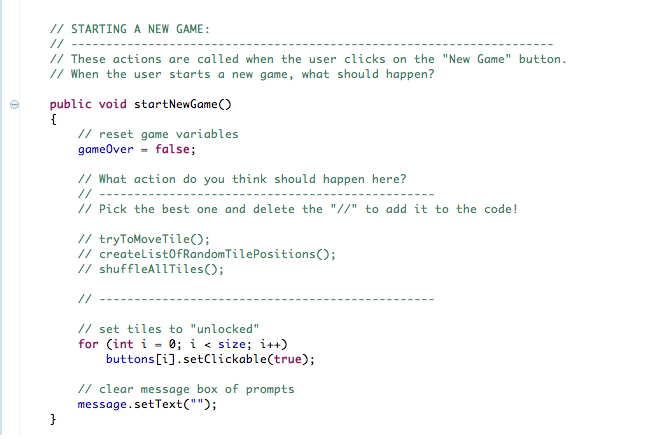 // STARTING A NEW GAME:
// ---------------------------------------------------------------------
// These actions are called when the user clicks on the "New Game" button.
// When the user starts a new game, what should happen?
public void startNewGame()
{
// reset game variables
gameOver = false;
// What action do you think should happen here?
// ------------------------------------------------
// Pick the best one and delete the "//" to add it to the code!
// tryToMoveTile();
// createListOfRandomTilePositions();
// shuffleAllTiles();
// ------------------------------------------------
// set tiles to "unlocked"
for (int i = 0; i < size; i++)
buttons[i].setClickable(true);
// clear message box of prompts
message.setText("");
}